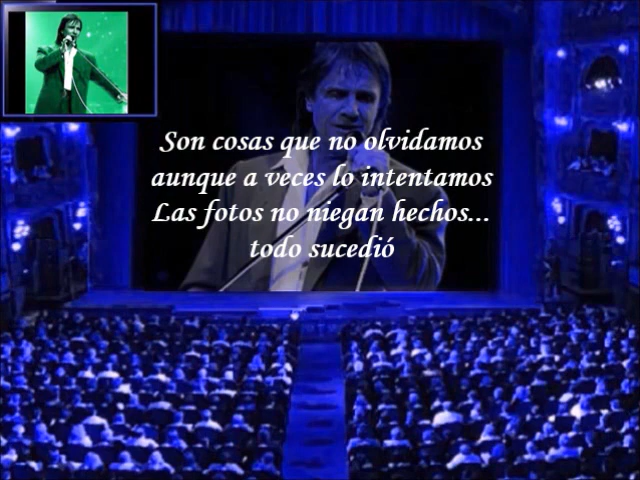 Son cosas que no olvidamos
aunque a veces lo intentamos
Las fotos no niegan hechos...
todo sucedió